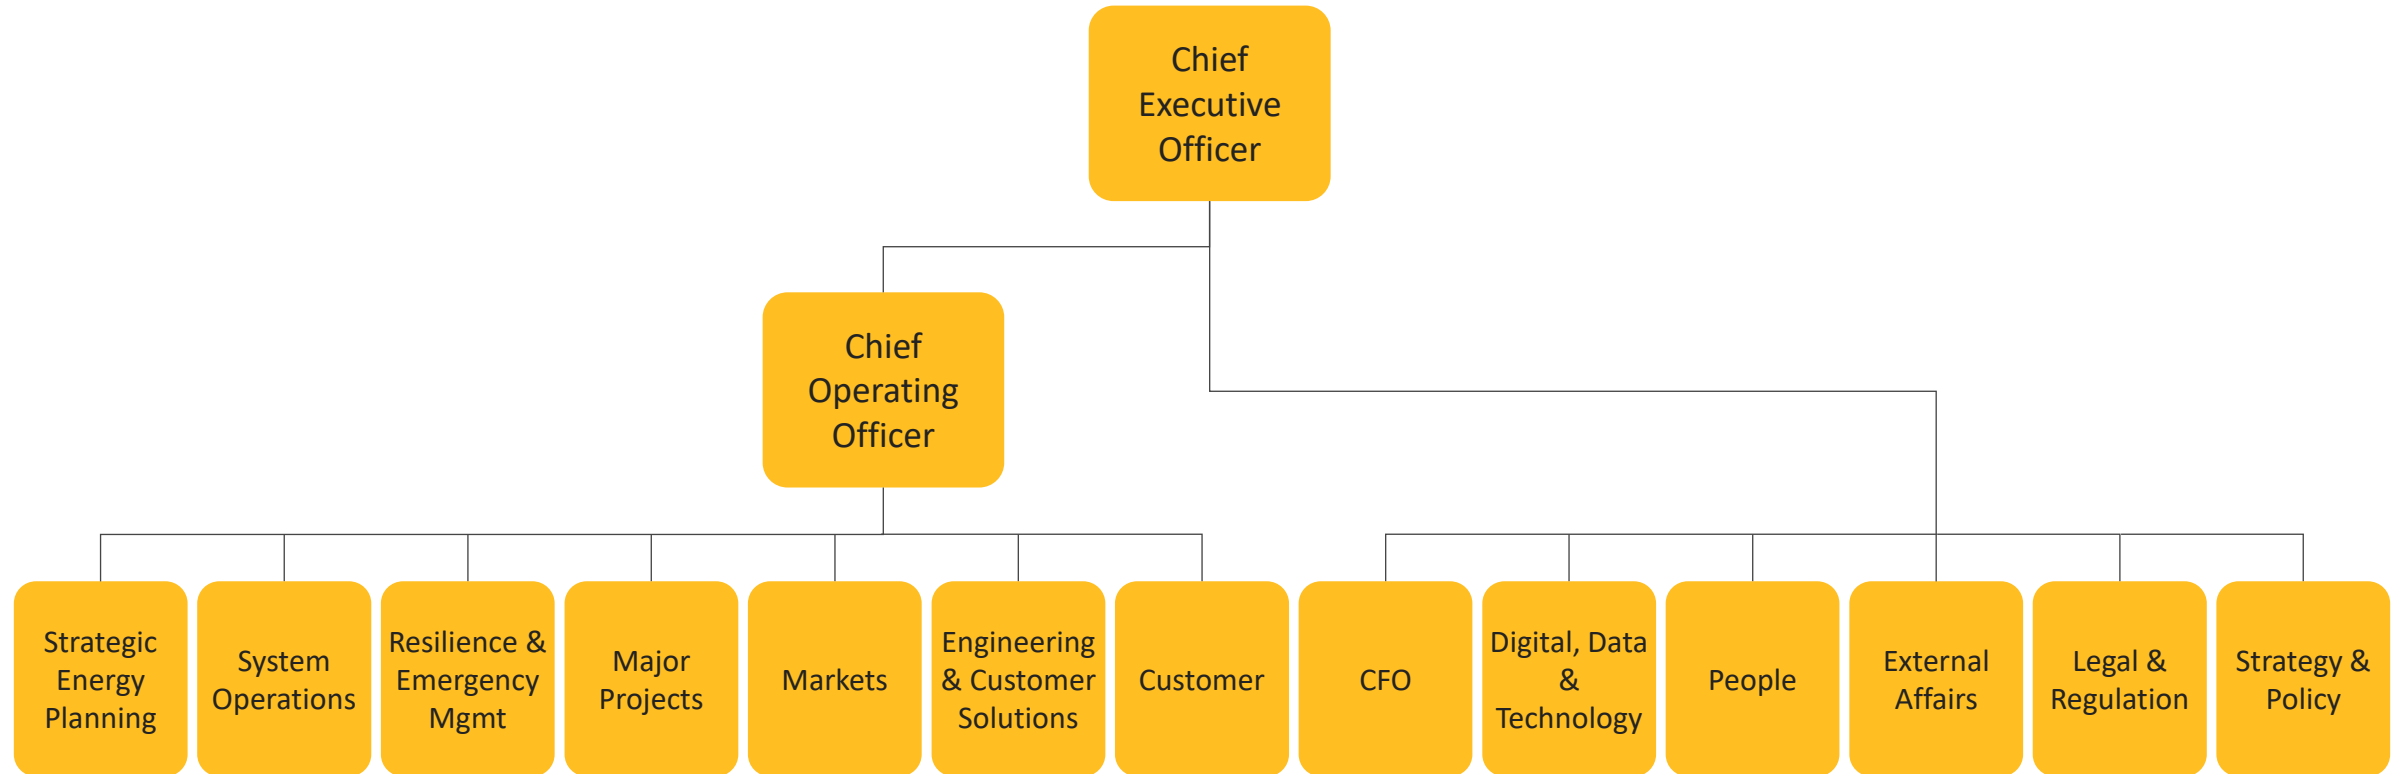 Chief
Executive
Officer
Chief
Operating
Officer
Strategic
Energy
Planning
System
Operations
Resilience &
Emergency
Mgmt
Major
Projects
Markets
Engineering
& Customer
Solutions
Customer
CFO
Digital, Data
&
Technology
People
External
Affairs
Legal &
Regulation
Strategy &
Policy